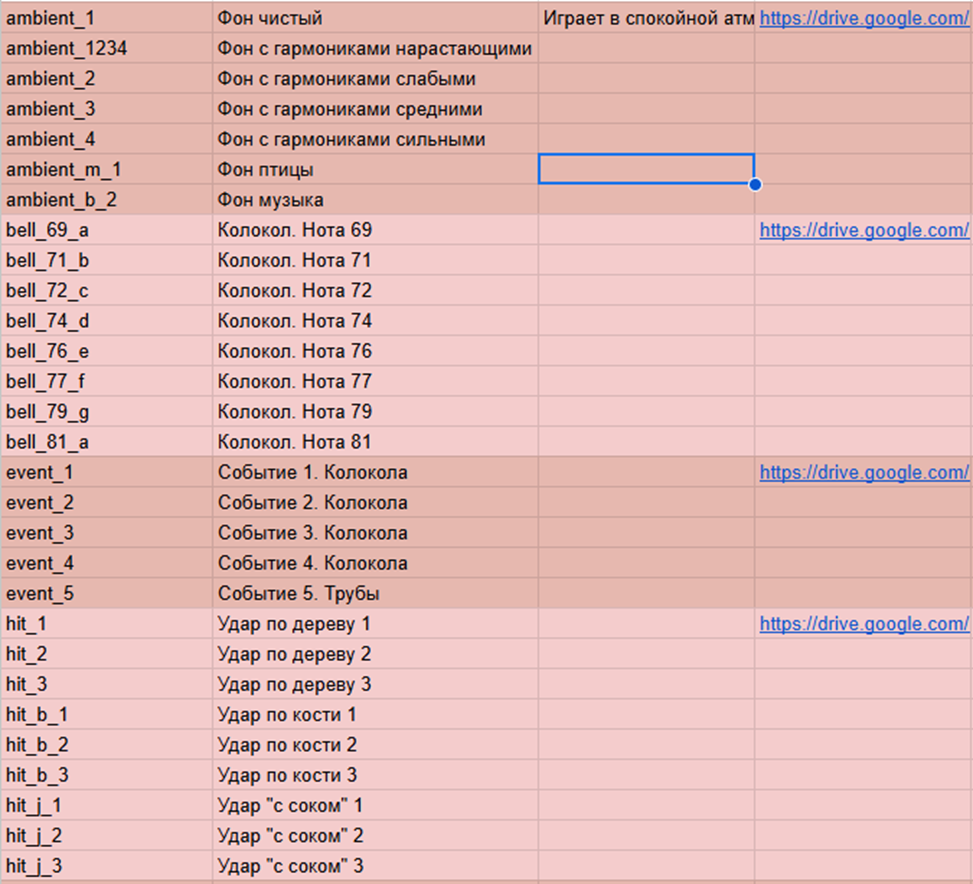 ambient_1 Фон чистый Играет в спокойной атм https://drive.google.com/
ambient_1234 Фон с гармониками нарастающими
ambient_2 Фон с гармониками слабыми
ambient_3 Фон с гармониками средними
ambient_4 Фон с гармониками сильными
ambient_m_1 Фон птицы
ambient_b_2 Фон музыка
bell_69_a Колокол. Нота 69 https://drive.google.com/
bell_71_b Колокол. Нота 71
bell_72_c Колокол. Нота 72
bell_74_d Колокол. Нота 74
bell_76_e Колокол. Нота 76
bell_77_f Колокол. Нота 77
bell_79_g Колокол. Нота 79
bell_81_a Колокол. Нота 81
event_1 Событие 1. Колокола https://drive.google.com/
event_2 Событие 2. Колокола
event_3 Событие 3. Колокола
event_4 Событие 4. Колокола
event_5 Событие 5. Трубы
hit_1 Удар по дереву 1 https://drive.google.com/
hit_2 Удар по дереву 2
hit_3 Удар по дереву 3
hit_b_1 Удар по кости 1
hit_b_2 Удар по кости 2
hit_b_3 Удар по кости 3
hit_j_1 Удар "с соком" 1
hit_j_2 Удар "с соком" 2
hit_j_3 Удар "с соком" 3